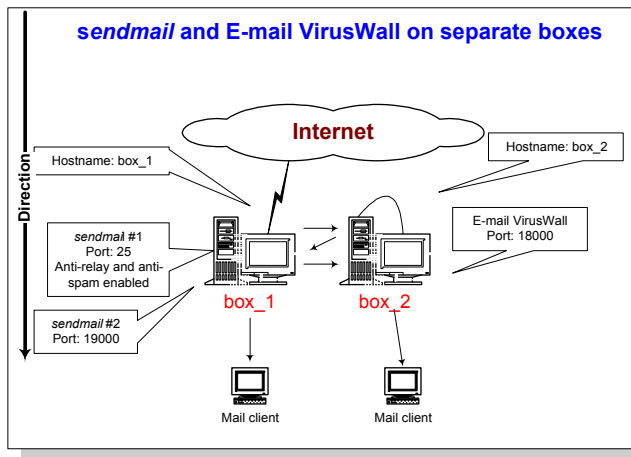 sendmail and E-mail VirusWall on separate boxes
Internet
Hostname: box_1
Hostname: box_2
Direction
sendmail #1
Port: 25
Anti-relay and anti-
spam enabled
E-mail VirusWall
Port: 18000
box_1
box_2
sendmail #2
Port: 19000
Mail client
Mail client